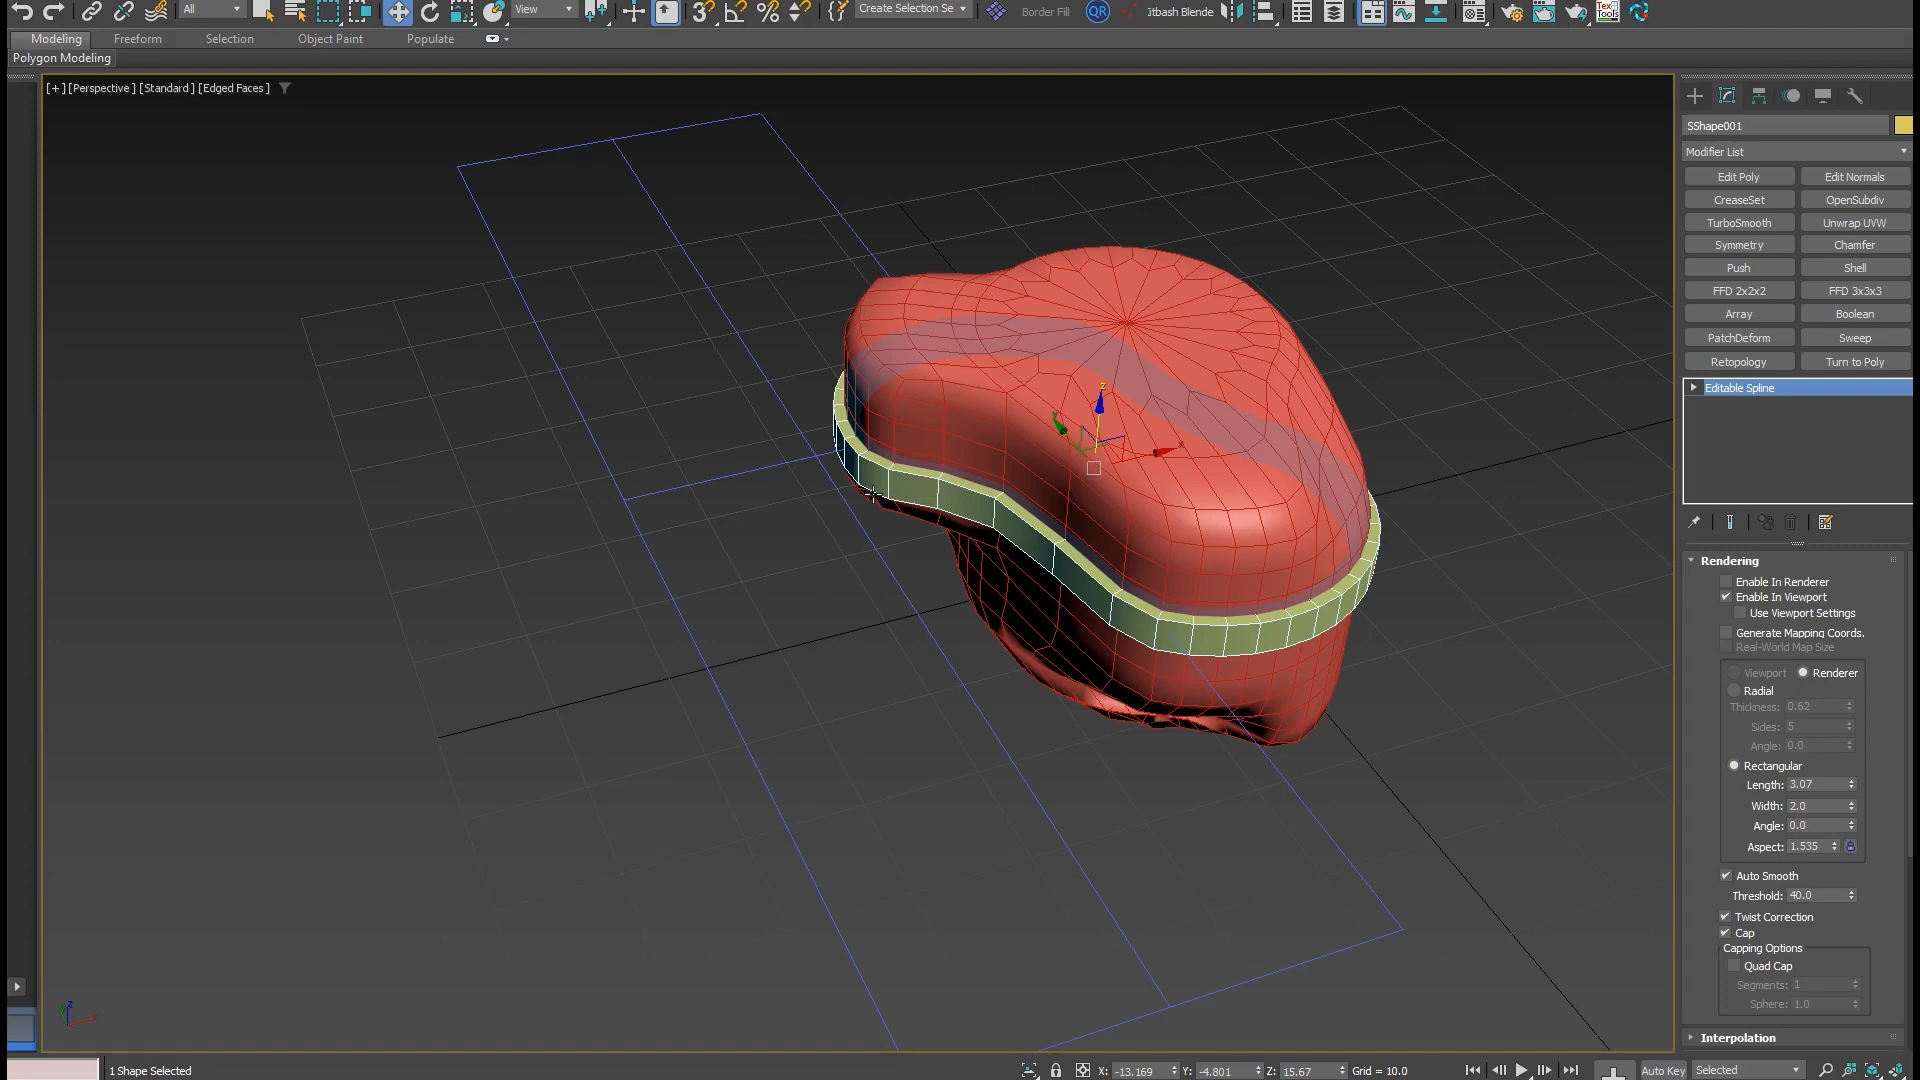 All
View
Create Selection Se
Border Fill
QR
itbash Blende
Tex
Tools
Modeling
Freeform
Selection
Object Paint
Populate
Polygon Modeling
[+] [Perspective ] [Standard ] [Edged Faces ]
SShape001
Modifier List
Edit Poly
Edit Normals
CreaseSet
OpenSubdiv
TurboSmooth
Unwrap UVW
Symmetry
Chamfer
Push
Shell
FFD 2x2x2
FFD 3x3x3
Array
Boolean
PatchDeform
Sweep
Retopology
Turn to Poly
Editable Spline
Rendering
Enable In Renderer
Enable In Viewport
Use Viewport Settings
Generate Mapping Coords.
Real-World Map Size
Viewport
Renderer
Radial
Thickness: 0.62
Sides: 5
Angle: 0.0
Rectangular
Length: 3.07
Width: 2.0
Angle: 0.0
Aspect: 1.535
Auto Smooth
Threshold: 40.0
Twist Correction
Cap
Capping Options
Quad Cap
Segments: 1
Sphere: 1.0
Interpolation
z
y
x
z
1 Shape Selected
X: -13.169
Y: -4.801
Z: 15.67
Grid = 10.0
Auto Key
Selected